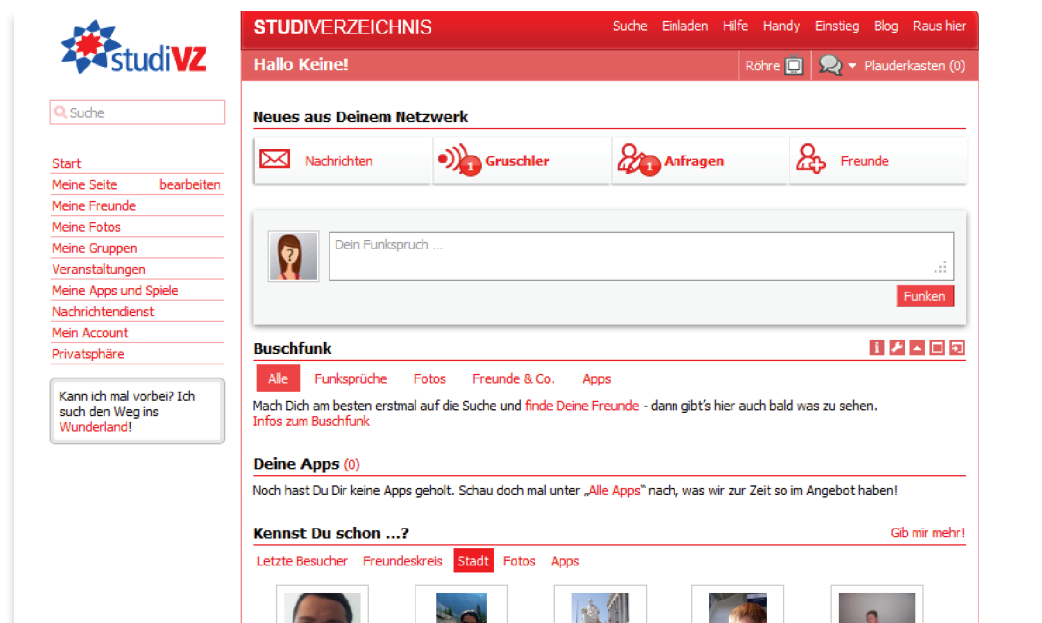 studiVZ
STUDIVERZEICHNIS
Suche Einladen Hilfe Handy Einstieg Blog Raus hier
Hallo Keine!
Röhre Plauderkasten (0)
Suche
Start
Meine Seite bearbeiten
Meine Freunde
Meine Fotos
Meine Gruppen
Veranstaltungen
Meine Apps und Spiele
Nachrichtendienst
Mein Account
Privatsphäre
Kann ich mal vorbei? Ich
such den Weg ins
Wunderland!
Neues aus Deinem Netzwerk
Nachrichten 1 Gruschler 1 Anfragen Freunde
?
Dein Funkspruch ...
Funken
Buschfunk
i
Alle Funksprüche Fotos Freunde & Co. Apps
Mach Dich am besten erstmal auf die Suche und finde Deine Freunde - dann gibt's hier auch bald was zu sehen.
Infos zum Buschfunk
Deine Apps (0)
Noch hast Du Dir keine Apps geholt. Schau doch mal unter „Alle Apps“ nach, was wir zur Zeit so im Angebot haben!
Kennst Du schon ...? Gib mir mehr!
Letzte Besucher Freundeskreis Stadt Fotos Apps